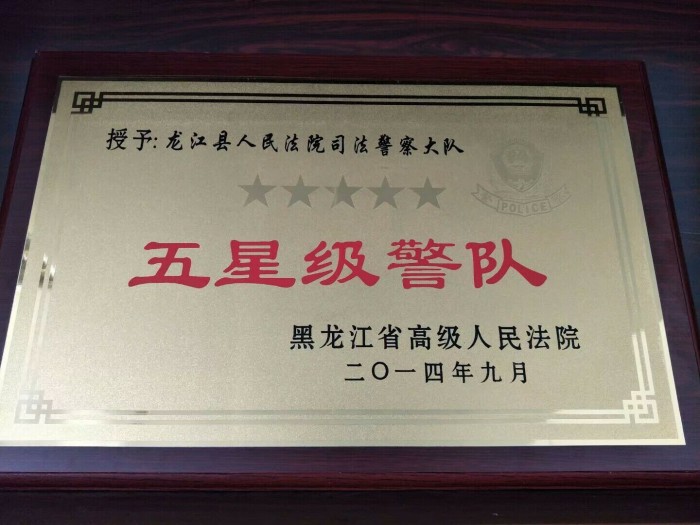 授予:龙江县人民法院司法警察大队
POLICE
五星级警队
黑龙江省高级人民法院
二〇一四年九月